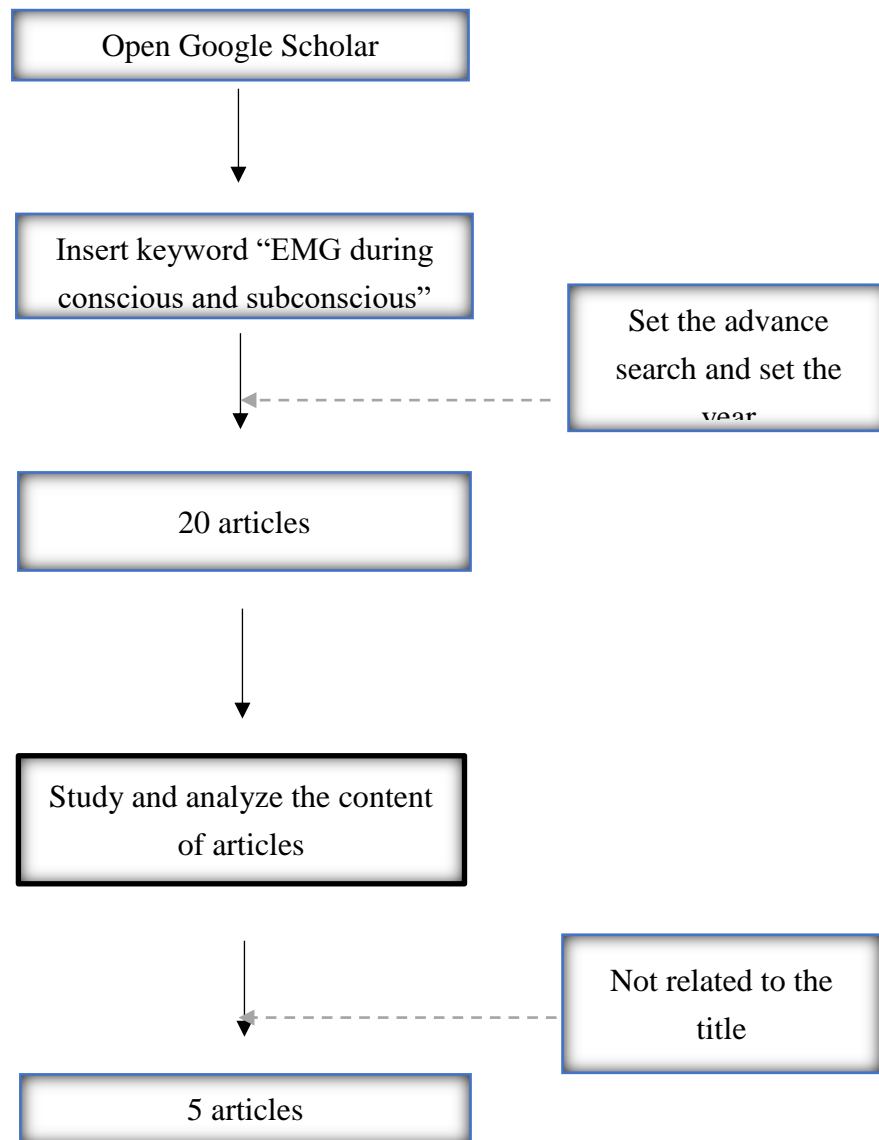 Open Google Scholar
Insert keyword “EMG during
conscious and subconscious”
Set the advance
search and set the
year
20 articles
Study and analyze the content
of articles
Not related to the
title
5 articles